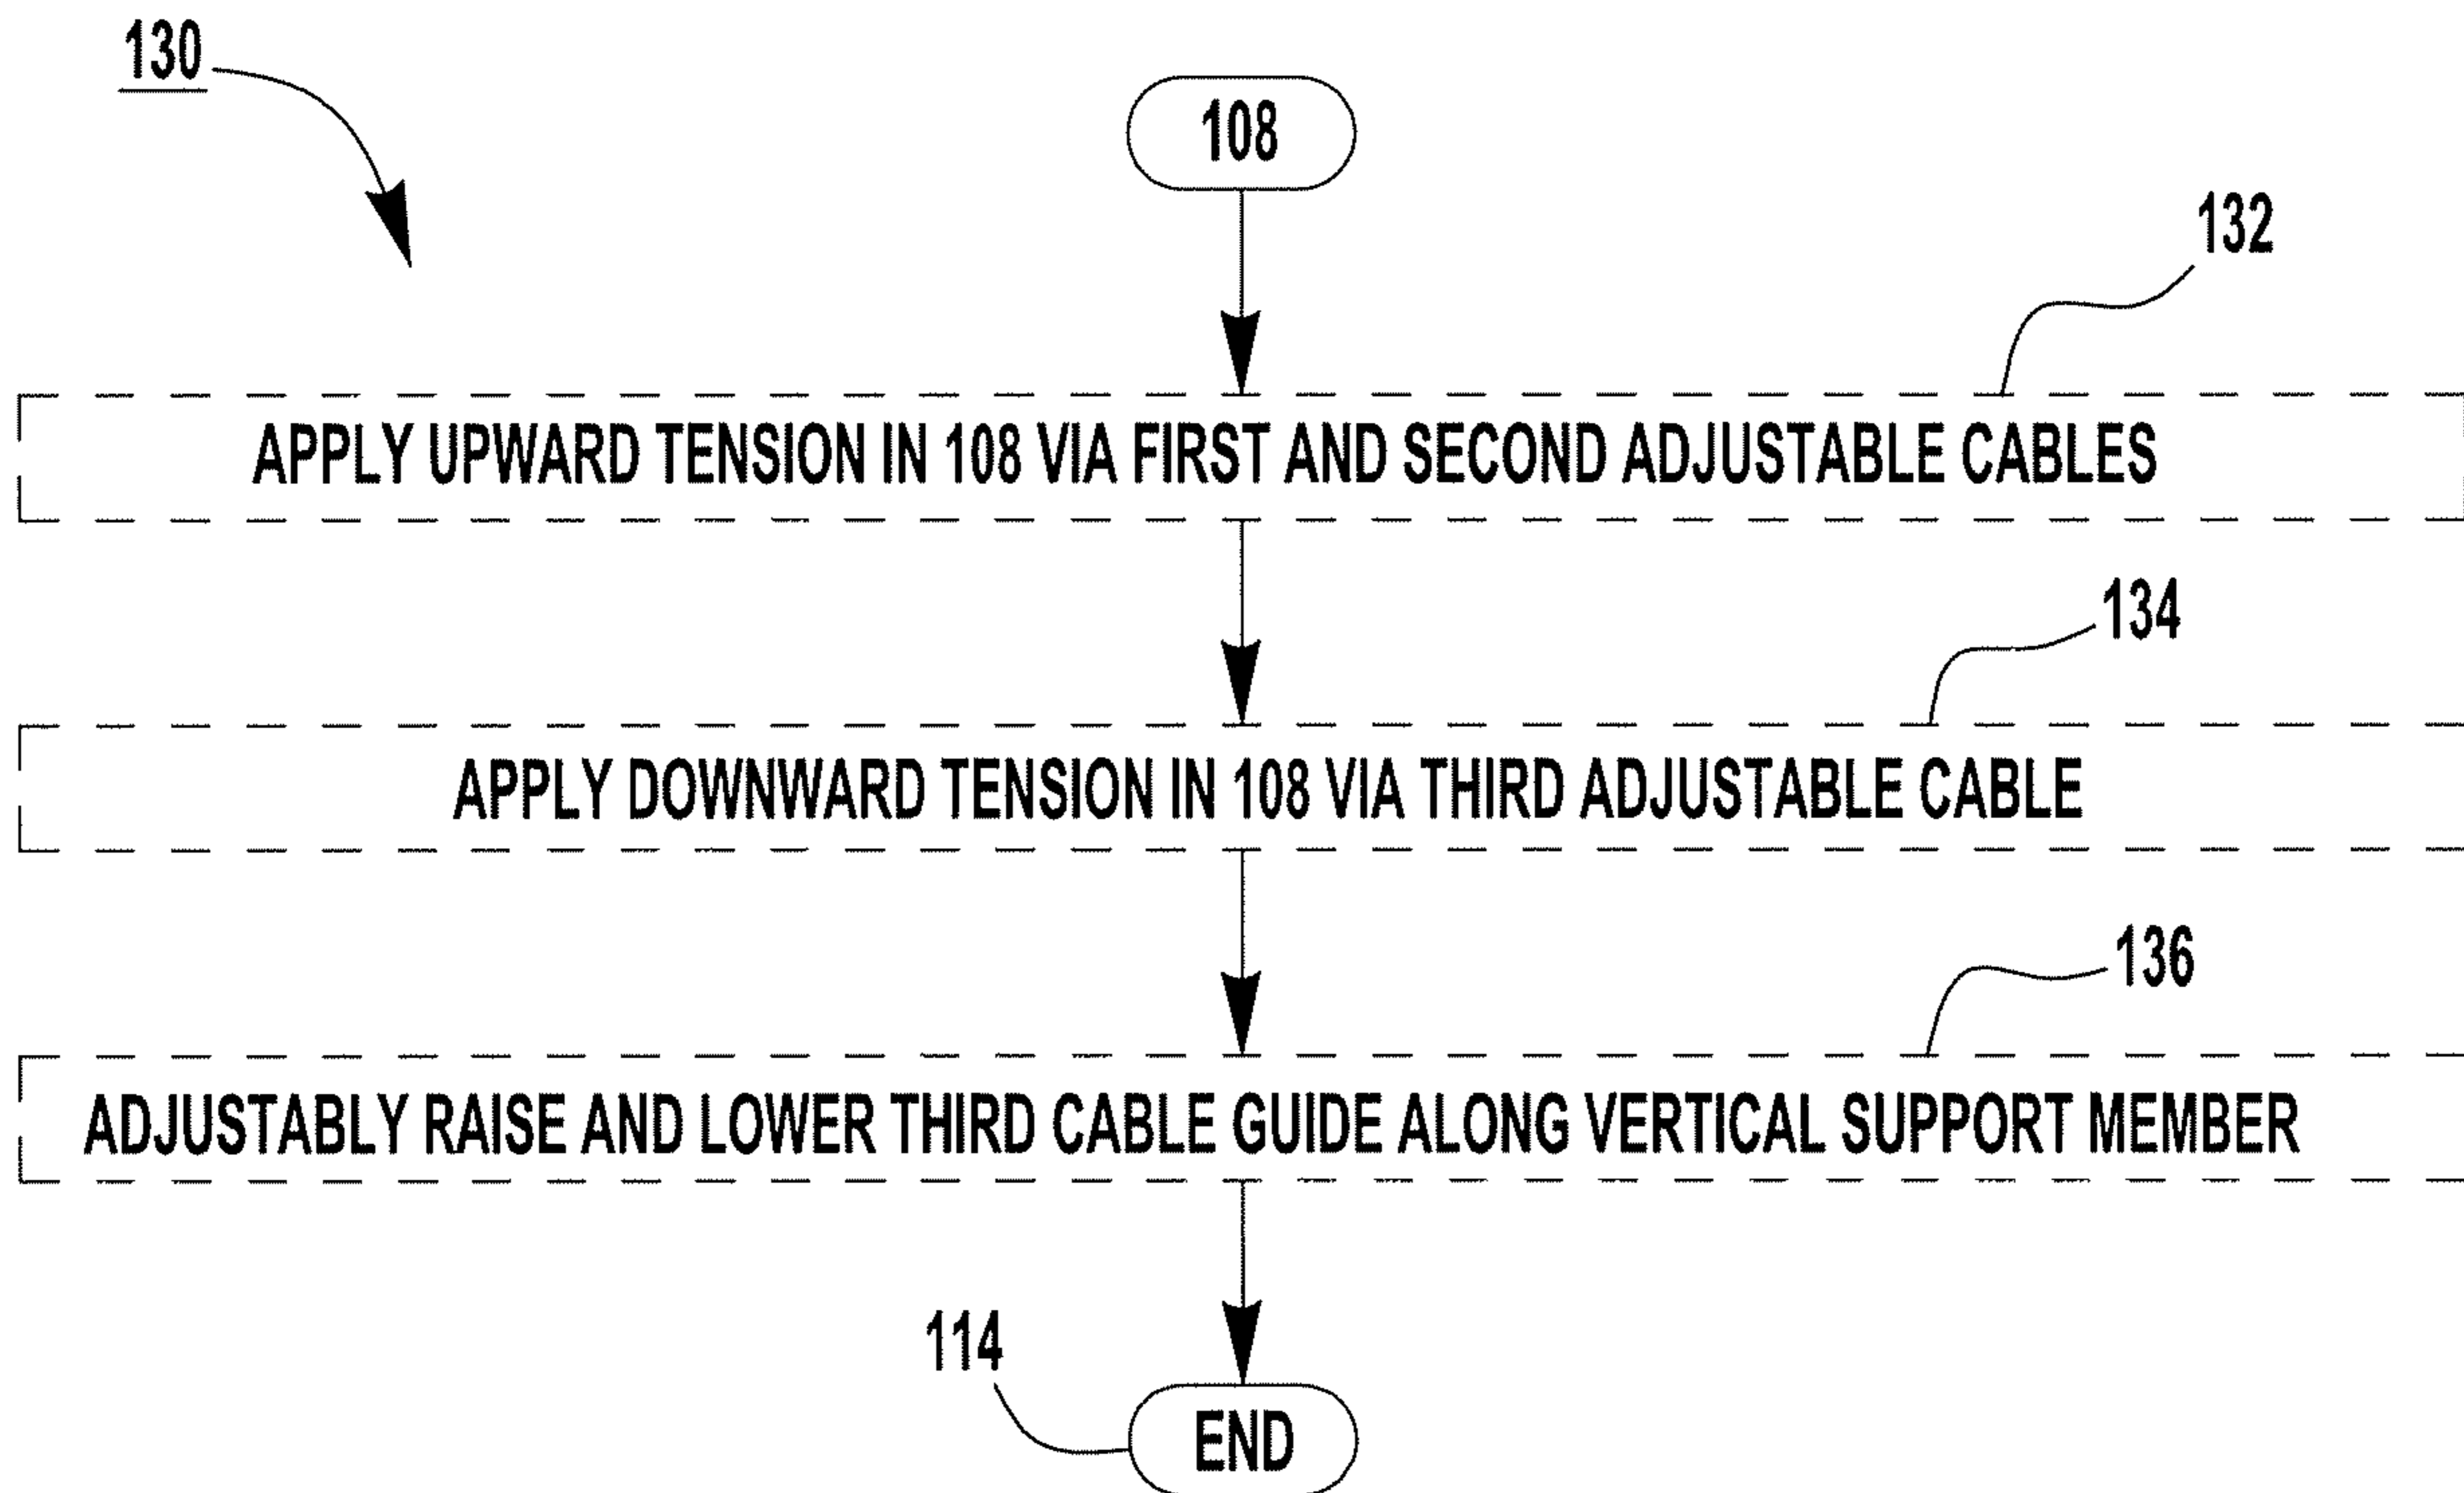 130
108
132
APPLY UPWARD TENSION IN 108 VIA FIRST AND SECOND ADJUSTABLE CABLES
134
APPLY DOWNWARD TENSION IN 108 VIA THIRD ADJUSTABLE CABLE
136
ADJUSTABLY RAISE AND LOWER THIRD CABLE GUIDE ALONG VERTICAL SUPPORT MEMBER
114
END